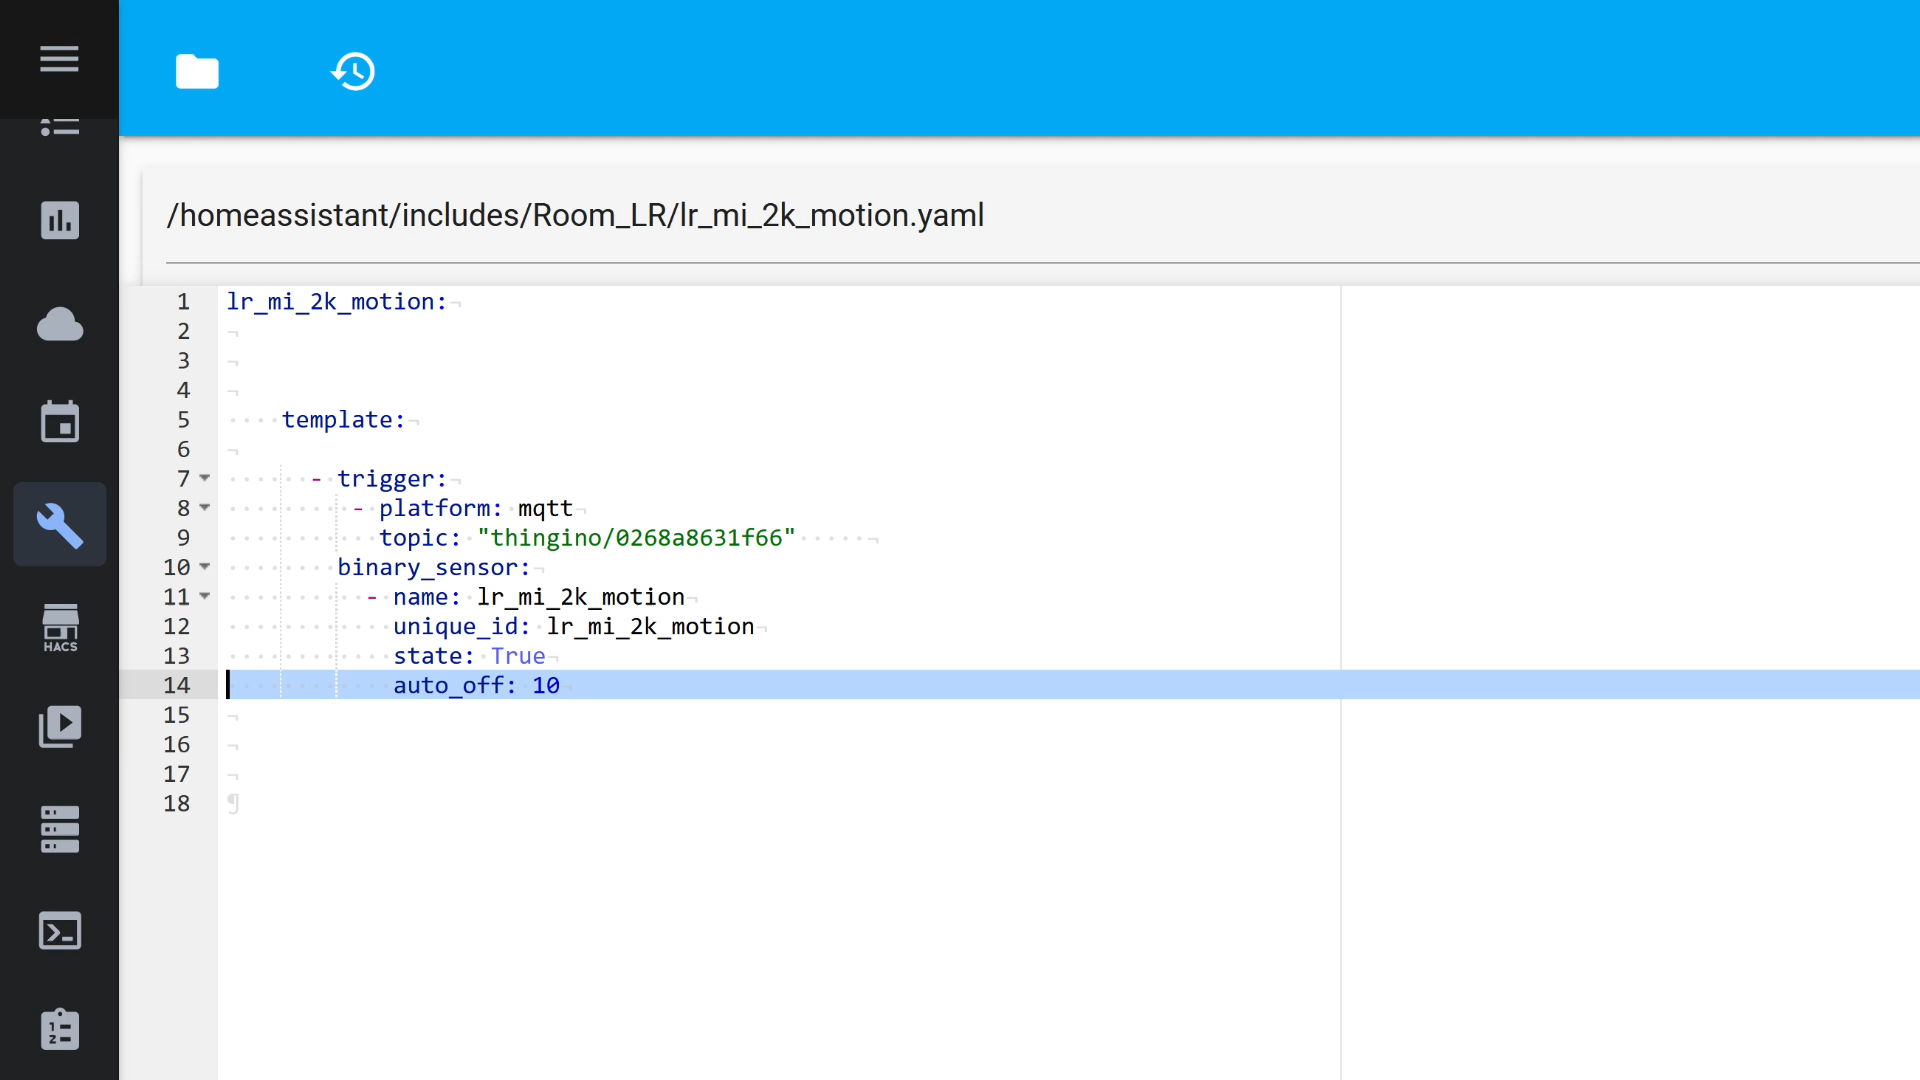 /homeassistant/includes/Room_LR/lr_mi_2k_motion.yaml
1 lr_mi_2k_motion:
2
3
4
5 template:
6
7 - trigger:
8 - platform: mqtt
9 topic: "thingino/0268a8631f66"
10 binary_sensor:
11 - name: lr_mi_2k_motion
12 unique_id: lr_mi_2k_motion
13 state: True
14 auto_off: 10
15
16
17
18
HACS